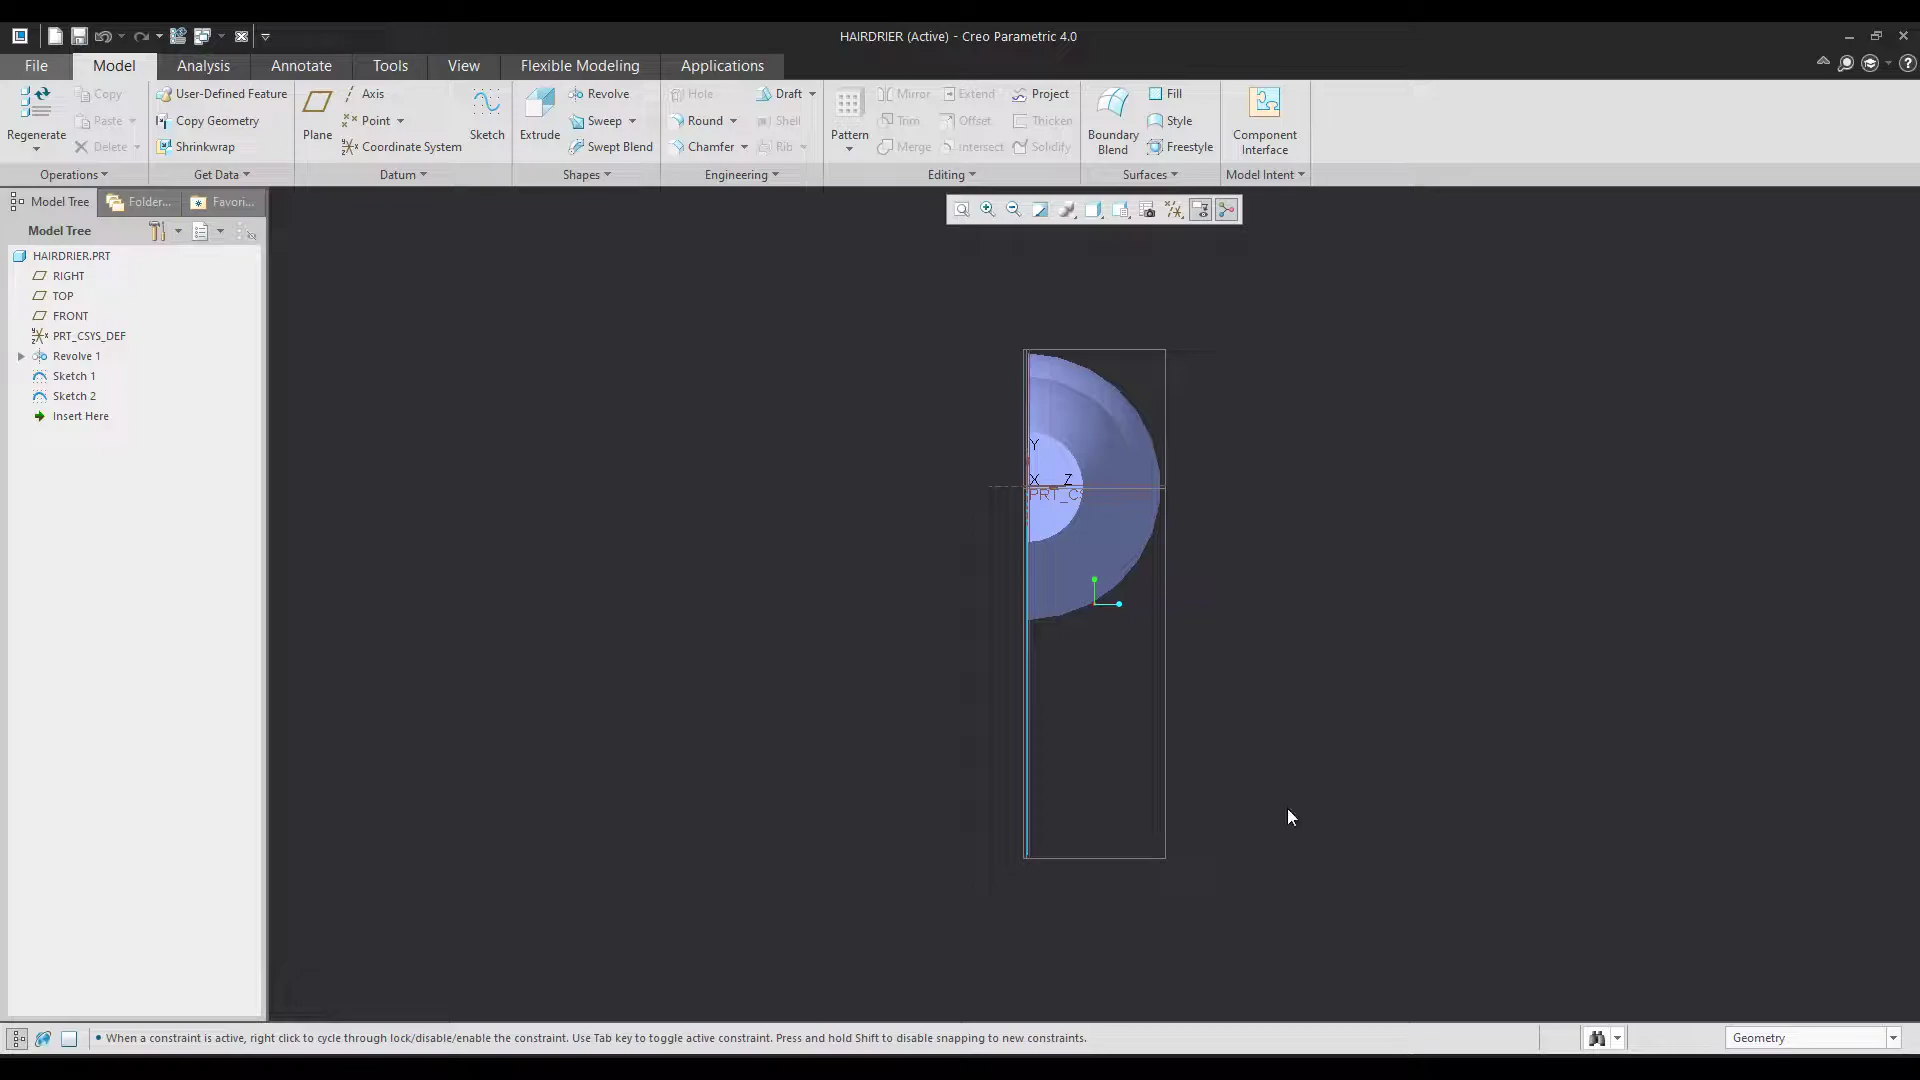 HAIRDRIER (Active) - Creo Parametric 4.0
File Model Analysis Annotate Tools View Flexible Modeling Applications
Regenerate
Copy
Paste
Delete
Operations
User-Defined Feature
Copy Geometry
Shrinkwrap
Get Data
Plane
Axis
Point
Coordinate System
Sketch
Datum
Extrude
Revolve
Sweep
Swept Blend
Shapes
Hole
Round
Chamfer
Draft
Shell
Rib
Engineering
Pattern
Mirror
Trim
Merge
Extend
Offset
Intersect
Project
Thicken
Solidify
Editing
Boundary
Blend
Fill
Style
Freestyle
Surfaces
Component
Interface
Model Intent
Model Tree Folder... Favori...
Model Tree
HAIRDRIER.PRT
RIGHT
TOP
FRONT
PRT_CSYS_DEF
Revolve 1
Sketch 1
Sketch 2
Insert Here
Y
X Z
PRT_CS
• When a constraint is active, right click to cycle through lock/disable/enable the constraint. Use Tab key to toggle active constraint. Press and hold Shift to disable snapping to new constraints.
Geometry